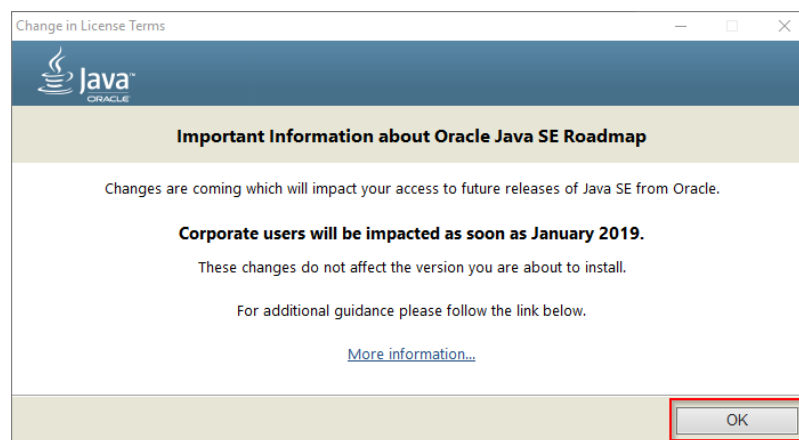 Change in License Terms
Java™
ORACLE
Important Information about Oracle Java SE Roadmap
Changes are coming which will impact your access to future releases of Java SE from Oracle.
Corporate users will be impacted as soon as January 2019.
These changes do not affect the version you are about to install.
For additional guidance please follow the link below.
More information...
OK